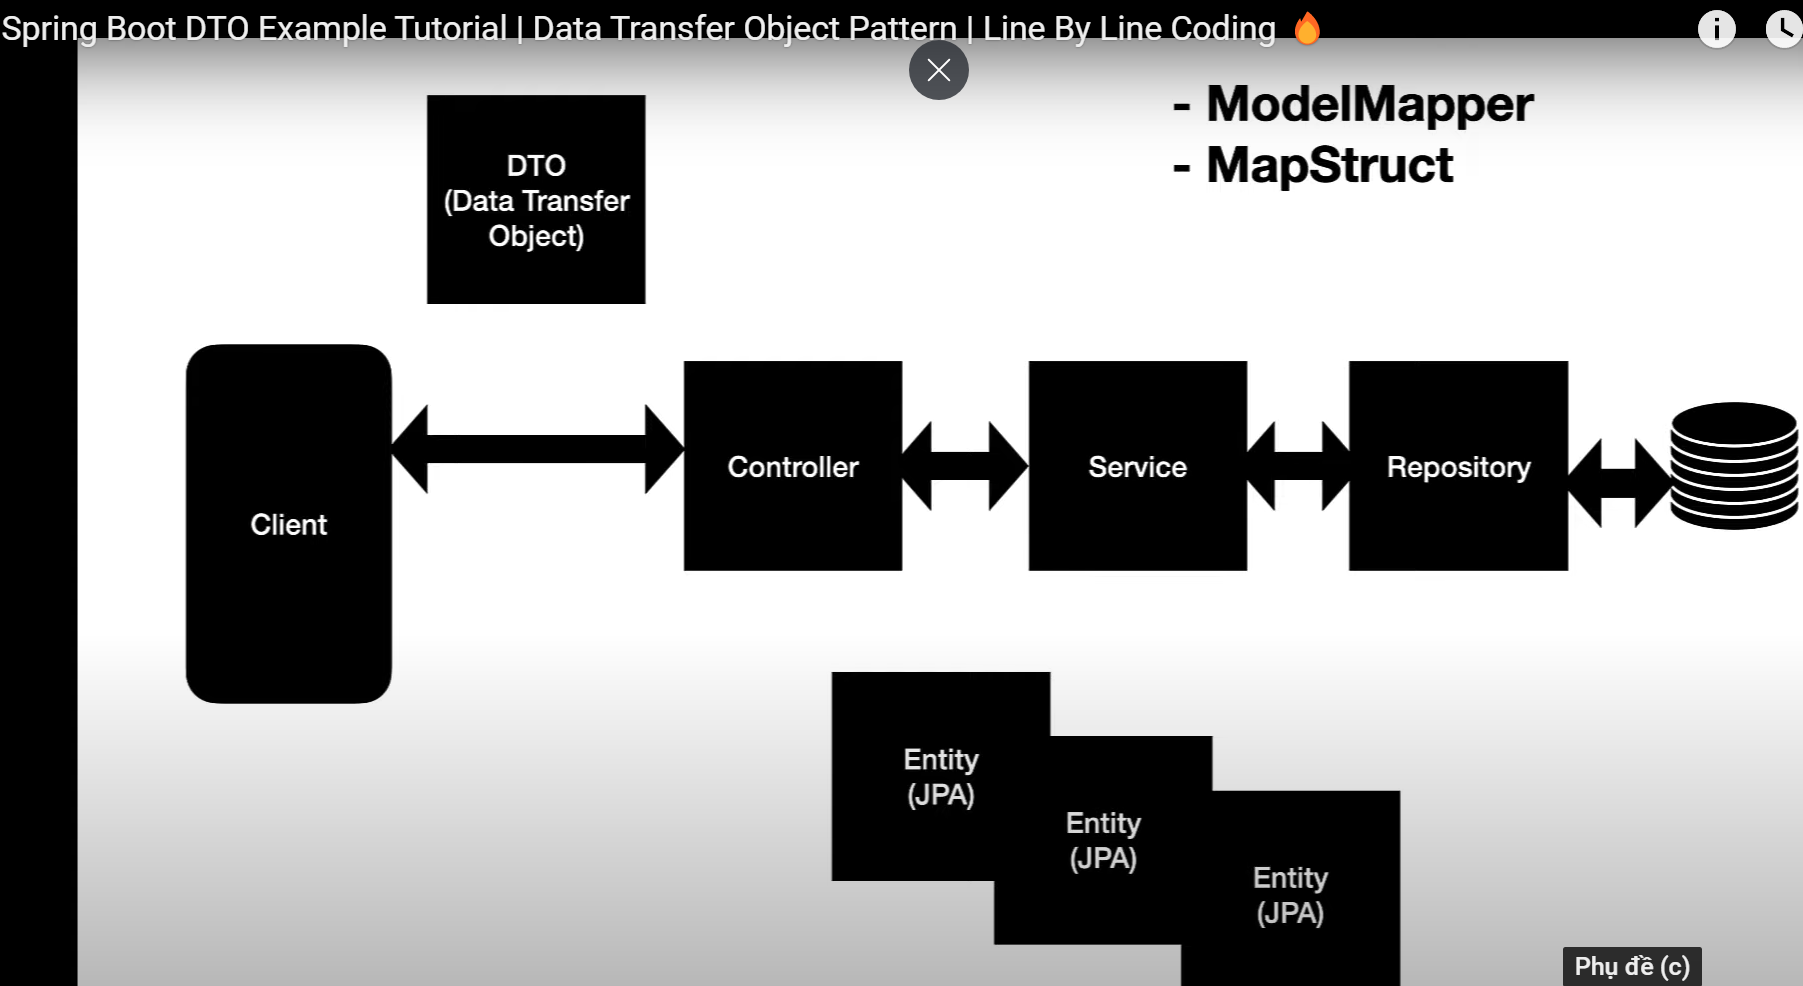 Spring Boot DTO Example Tutorial | Data Transfer Object Pattern | Line By Line Coding 🔥
- ModelMapper
- MapStruct
DTO
(Data Transfer
Object)
Client
Controller
Service
Repository
Entity
(JPA)
Entity
(JPA)
Entity
(JPA)
Phụ đề (c)